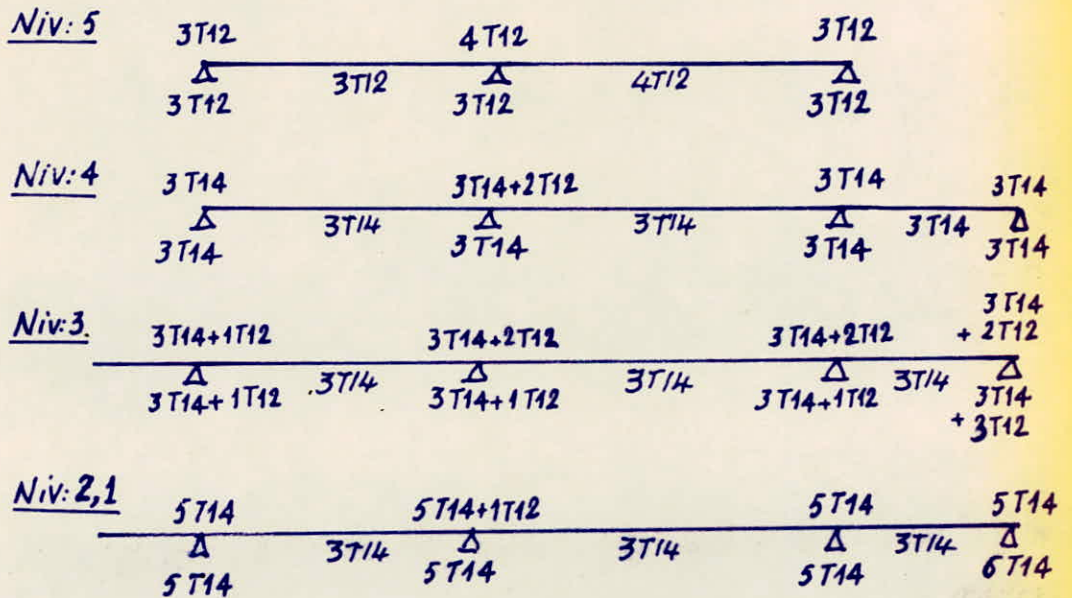 Niv: 5
3T12 4T12 3T12
3T12 4T12
3T12 3T12 3T12
Niv: 4
3T14 3T14+2T12 3T14 3T14
3T14 3T14 3T14
3T14 3T14 3T14 3T14
Niv: 3.
3T14
3T14+1T12 3T14+2T12 3T14+2T12 + 2T12
3T14 3T14 3T14
3T14+1T12 3T14+1T12 3T14+1T12 3T14
+ 3T12
Niv: 2,1
5T14 5T14+1T12 5T14 5T14
3T14 3T14 3T14
5T14 5T14 5T14 6T14